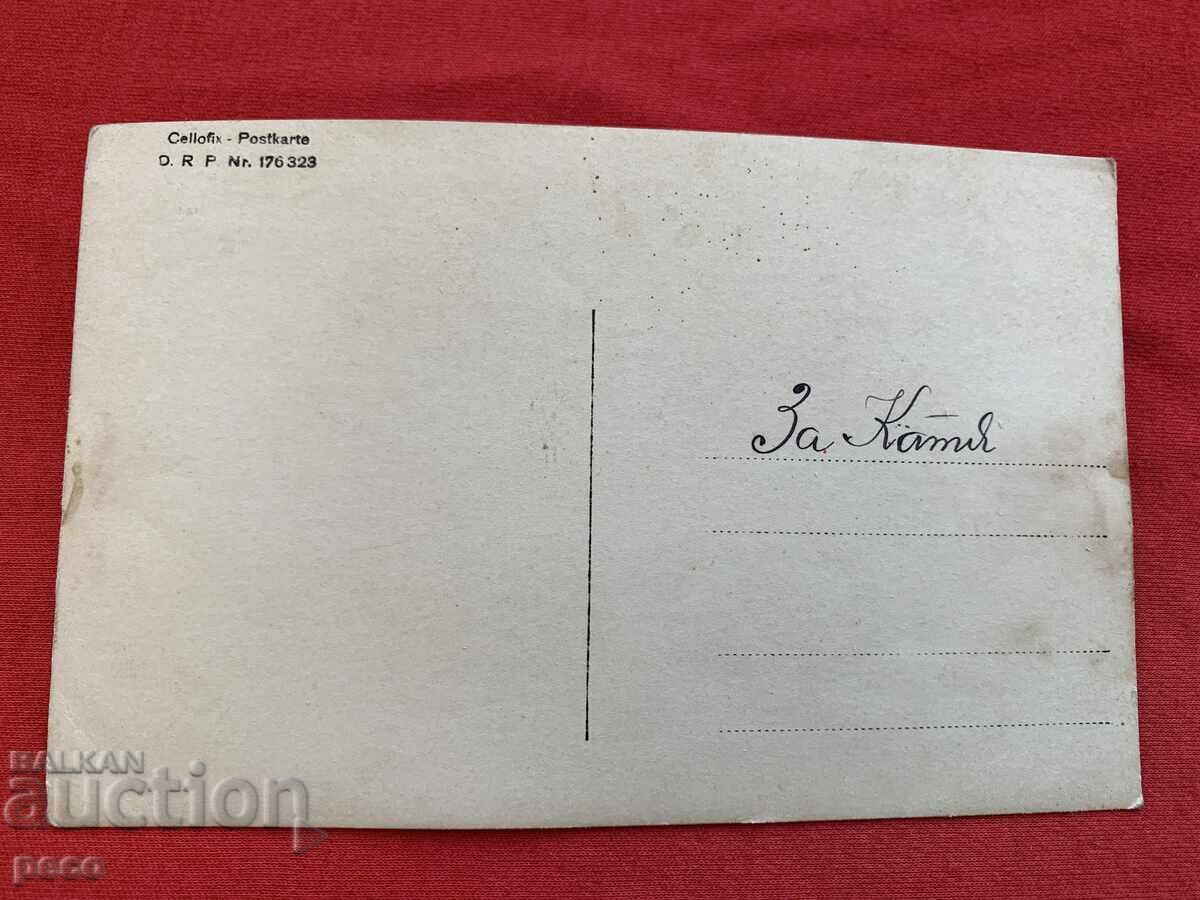 Cellofix - Postkarte
D. R. P. Nr. 176323
За Катя
BALKAN
auction
peco